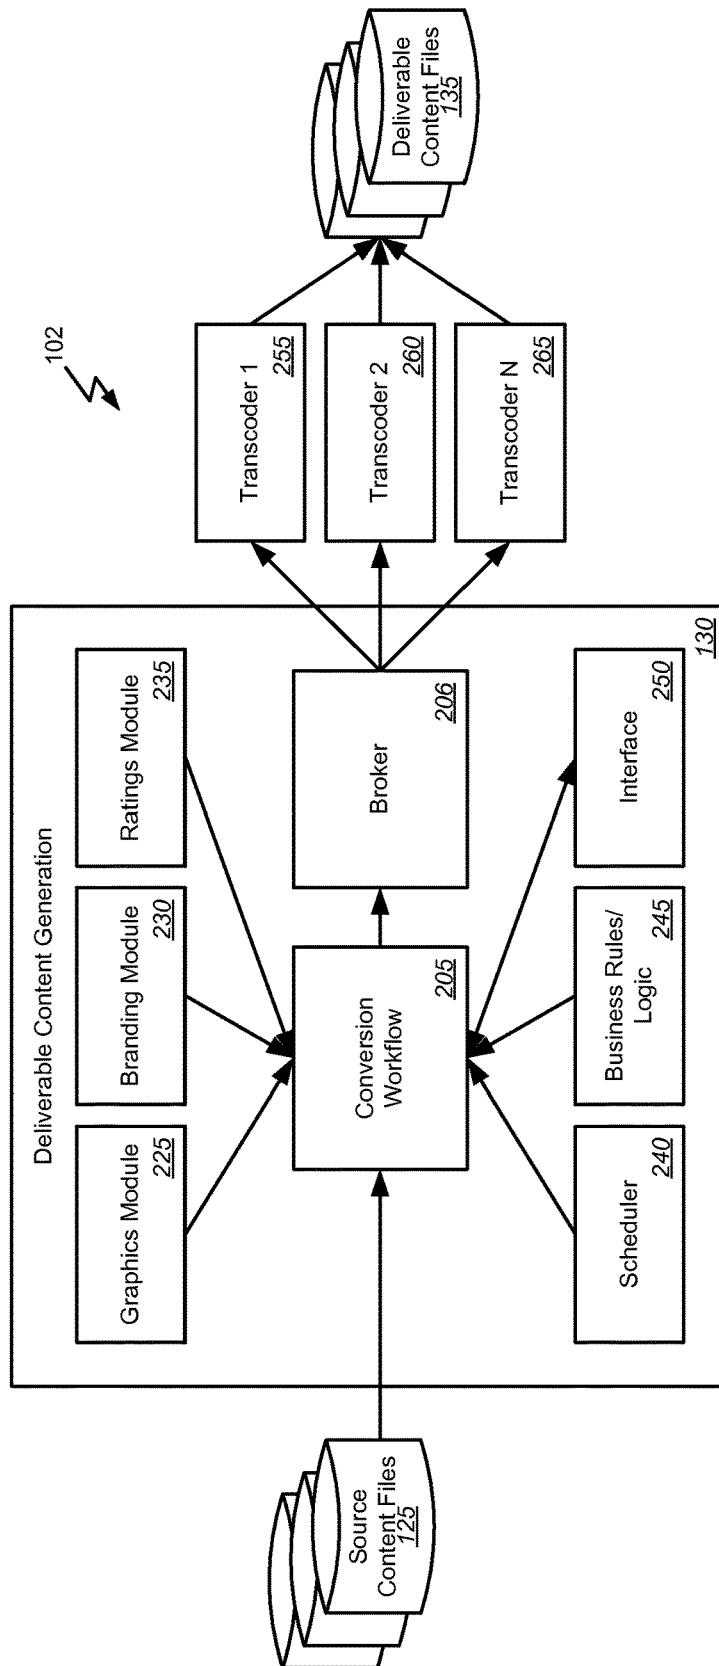 102
Deliverable Content Generation
Graphics Module
225
Branding Module
230
Ratings Module
235
Source
Content Files
125
Conversion
Workflow
205
Broker
206
Transcoder 1
255
Transcoder 2
260
Transcoder N
265
Deliverable
Content Files
135
Scheduler
240
Business Rules/
Logic
245
Interface
250
130